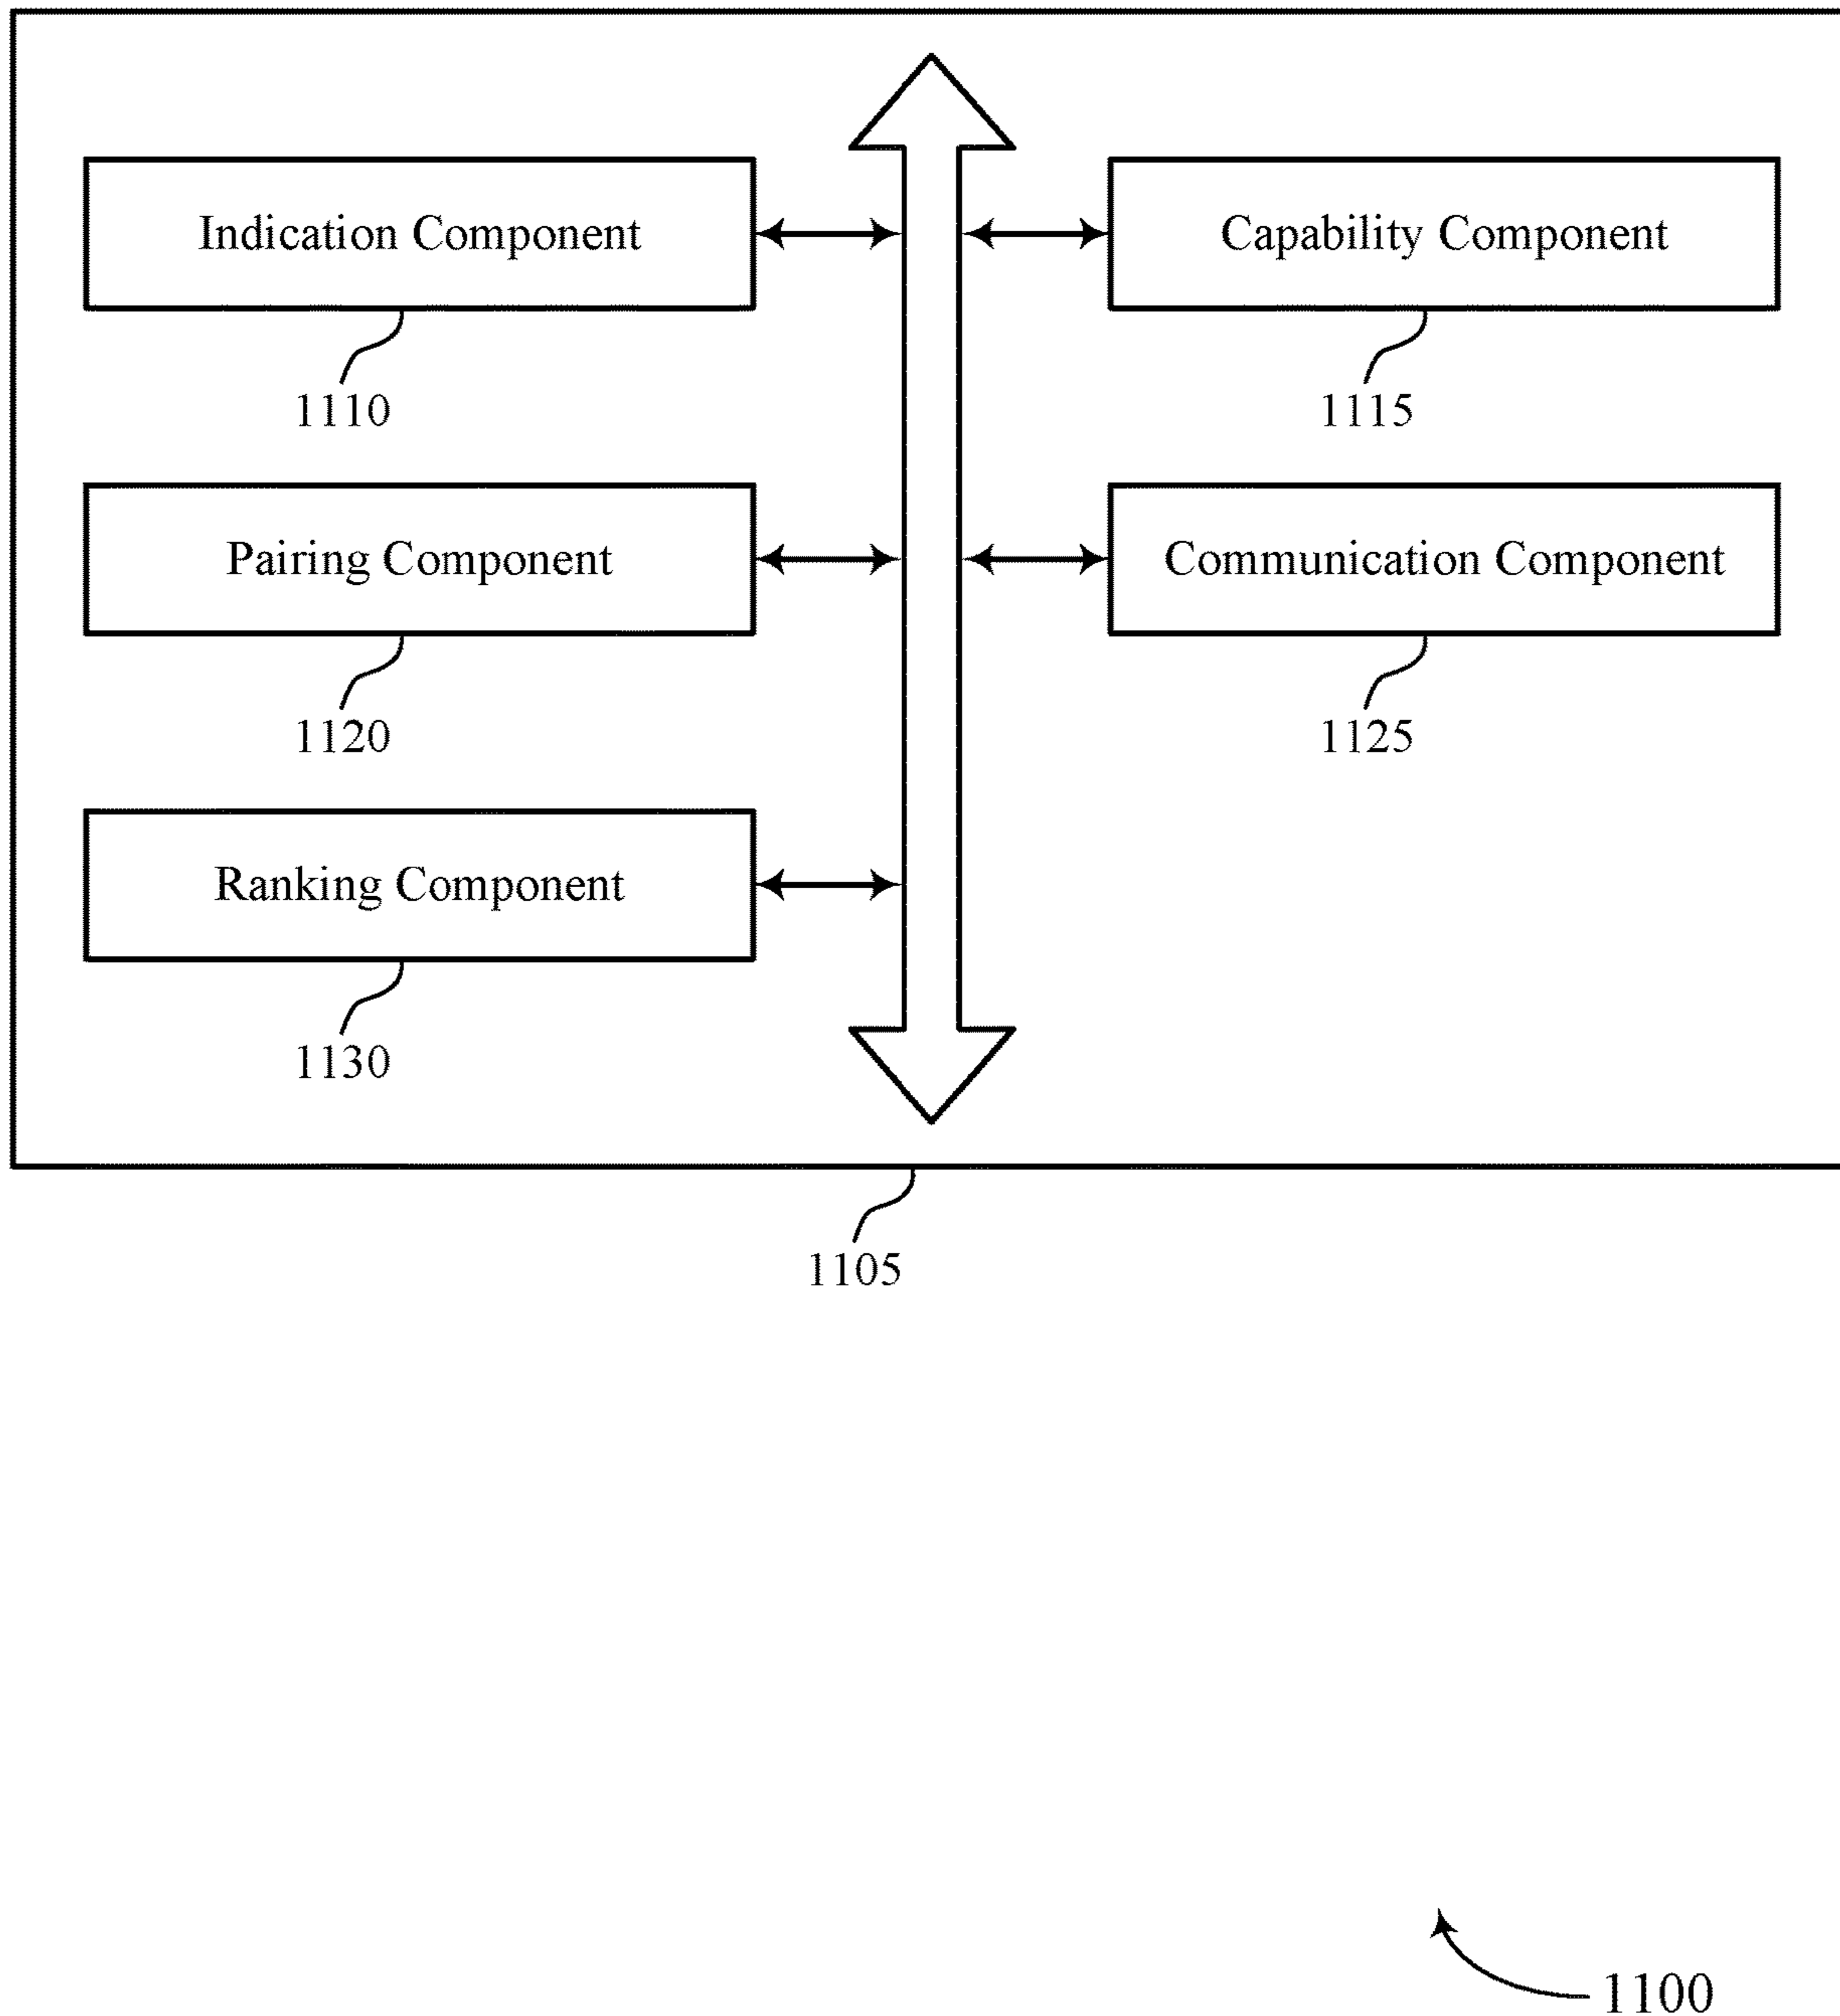 Indication Component
Capability Component
1110
1115
Pairing Component
Communication Component
1120
1125
Ranking Component
1130
1105
1100